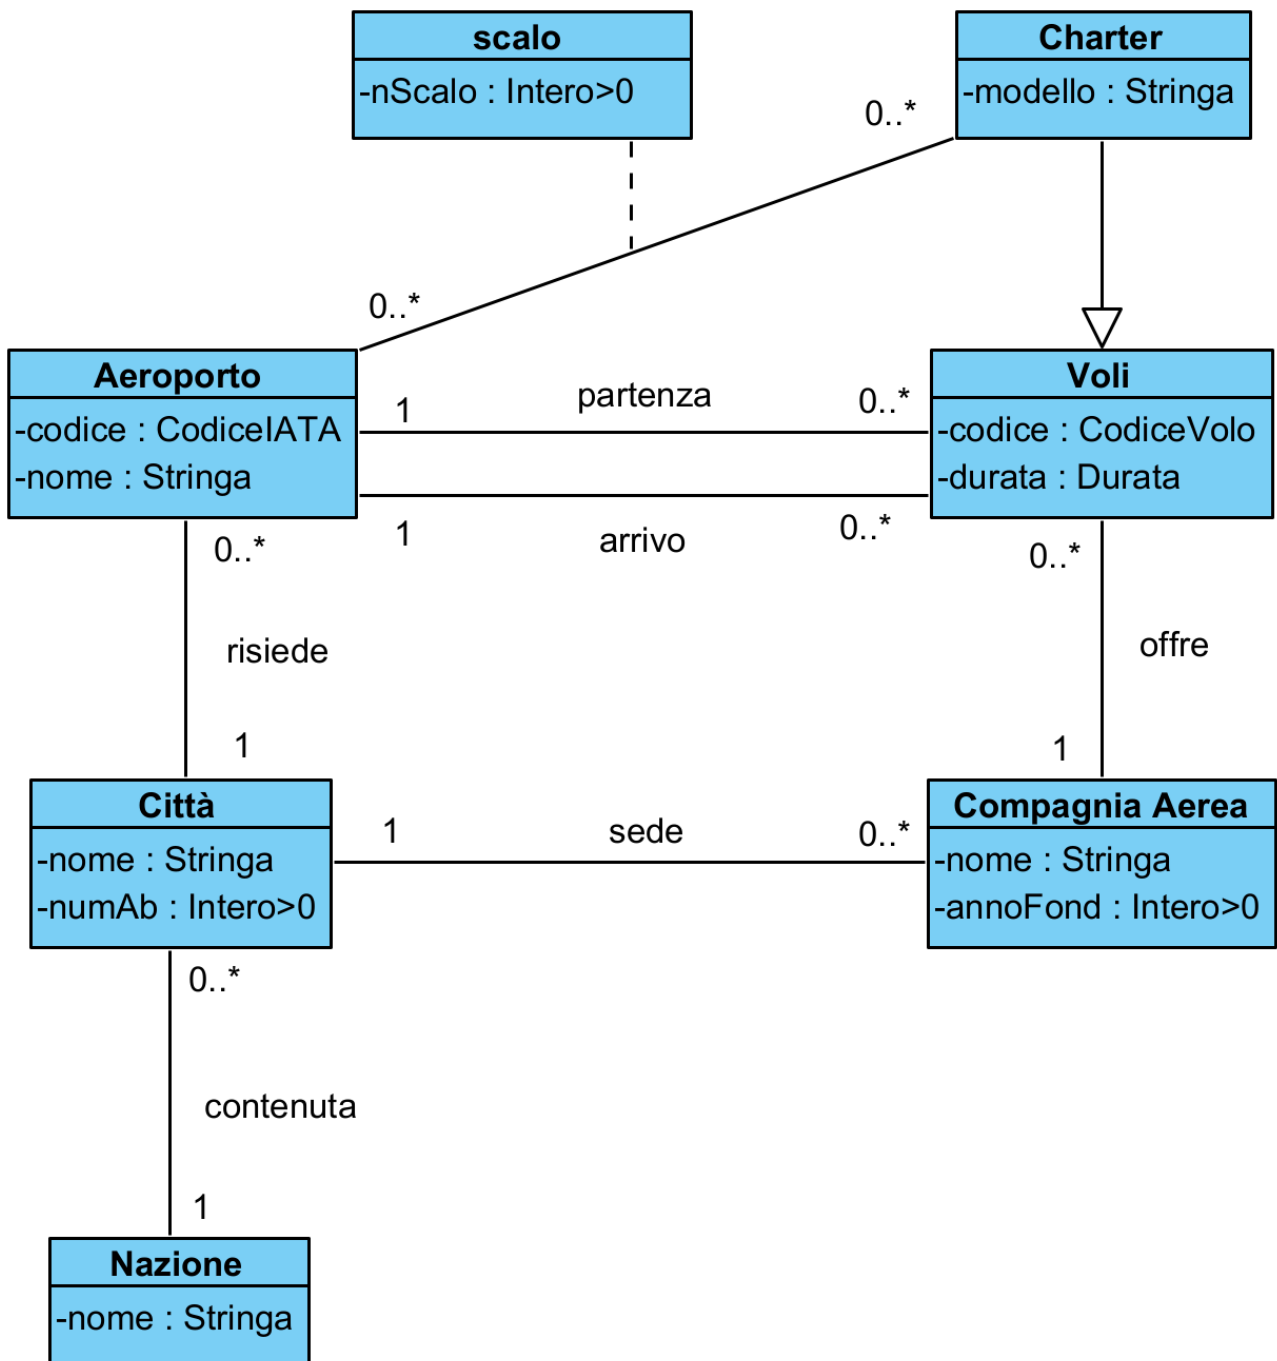 scalo
-nScalo : Intero>0
Charter
-modello : Stringa
0..*
0..*
Aeroporto
-codice : CodiceIATA
-nome : Stringa
1
partenza
0..*
1
arrivo
0..*
Voli
-codice : CodiceVolo
-durata : Durata
0..*
risiede
1
0..*
offre
1
Città
-nome : Stringa
-numAb : Intero>0
1
sede
0..*
Compagnia Aerea
-nome : Stringa
-annoFond : Intero>0
0..*
contenuta
1
Nazione
-nome : Stringa